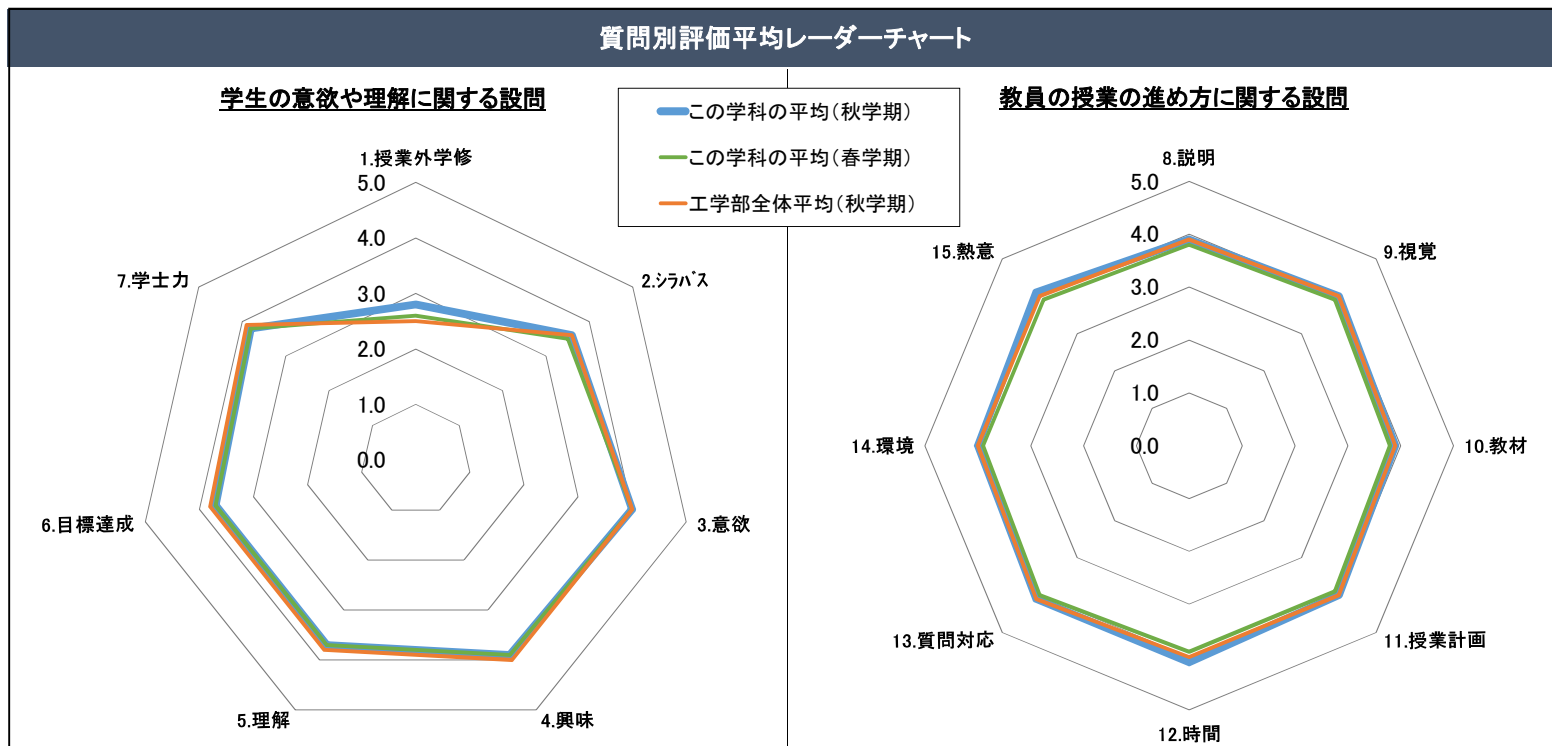 質問別評価平均レーダーチャート
学生の意欲や理解に関する設問
この学科の平均(秋学期)
この学科の平均(春学期)
工学部全体平均(秋学期)
教員の授業の進め方に関する設問
1.授業外学修
5.0
4.0
3.0
2.0
1.0
0.0
2.シラバス
3.意欲
4.興味
5.理解
6.目標達成
7.学士力
8.説明
5.0
4.0
3.0
2.0
1.0
0.0
9.視覚
10.教材
11.授業計画
12.時間
13.質問対応
14.環境
15.熱意